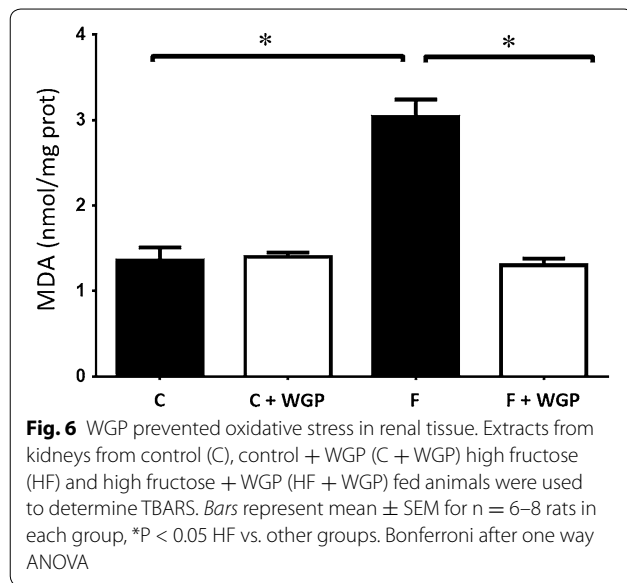 4
3
2
1
0
MDA (nmol/mg prot)
* *
C C + WGP F F + WGP
Fig. 6 WGP prevented oxidative stress in renal tissue. Extracts from
kidneys from control (C), control + WGP (C + WGP) high fructose
(HF) and high fructose + WGP (HF + WGP) fed animals were used
to determine TBARS. Bars represent mean ± SEM for n = 6–8 rats in
each group, *P < 0.05 HF vs. other groups. Bonferroni after one way
ANOVA